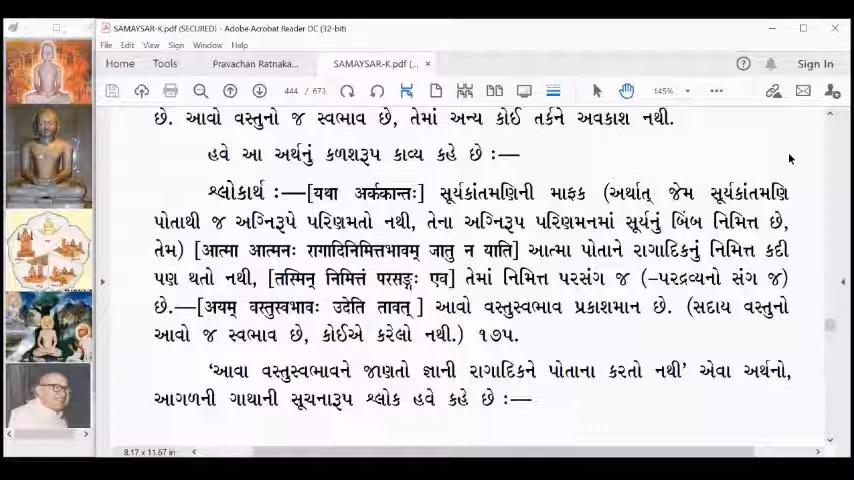 SAMAYSAR-K.pdf (SECURED) - Adobe Acrobat Reader DC (32-bit)
File Edit View Sign Window Help
Home Tools Pravachan Ratnaka... SAMAYSAR-K.pdf (... × Sign In
444 / 673 145%
છે. આવો વસ્તુનો જ સ્વભાવ છે, તેમાં અન્ય કોઈ તર્કને અવકાશ નથી.
હવે આ અર્થનું કળશરૂપ કાવ્ય કહે છે :—
શ્લોકાર્થ :—[यथा अर्ककान्तः] સૂર્યકાંતમણિની માફક (અર્થાત્ જેમ સૂર્યકાંતમણિ
પોતાથી જ અગ્નિરૂપે પરિણમતો નથી, તેના અગ્નિરૂપ પરિણમનમાં સૂર્યનું બિંબ નિમિત્ત છે,
તેમ) [आत्मा आत्मनः रागादिनिमित्तभावम् जातु न याति] આત્મા પોતાને રાગાદિકનું નિમિત્ત કદી
પણ થતો નથી, [तस्मिन् निमित्तं परसङ्गः एव] તેમાં નિમિત્ત પરસંગ જ (–પરદ્રવ્યનો સંગ જ)
છે.—[अयम् वस्तुस्वभावः उदेति तावत्] આવો વસ્તુસ્વભાવ પ્રકાશમાન છે. (સદાય વસ્તુનો
આવો જ સ્વભાવ છે, કોઈએ કરેલો નથી.) ૧૭૫.
‘આવા વસ્તુસ્વભાવને જાણતો જ્ઞાની રાગાદિકને પોતાના કરતો નથી’ એવા અર્થનો,
આગળની ગાથાની સૂચનારૂપ શ્લોક હવે કહે છે :—
8.17 x 11.67 in